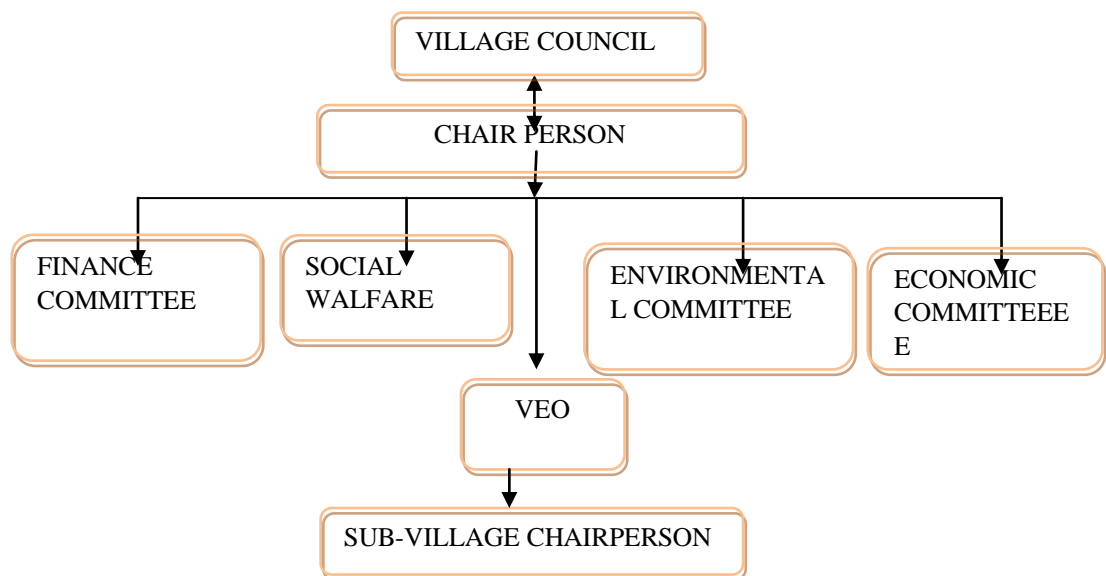 VILLAGE COUNCIL
CHAIR PERSON
FINANCE
COMMITTEE
SOCIAL
WALFARE
ENVIRONMENTA
L COMMITTEE
ECONOMIC
COMMITTEEE
E
VEO
SUB-VILLAGE CHAIRPERSON